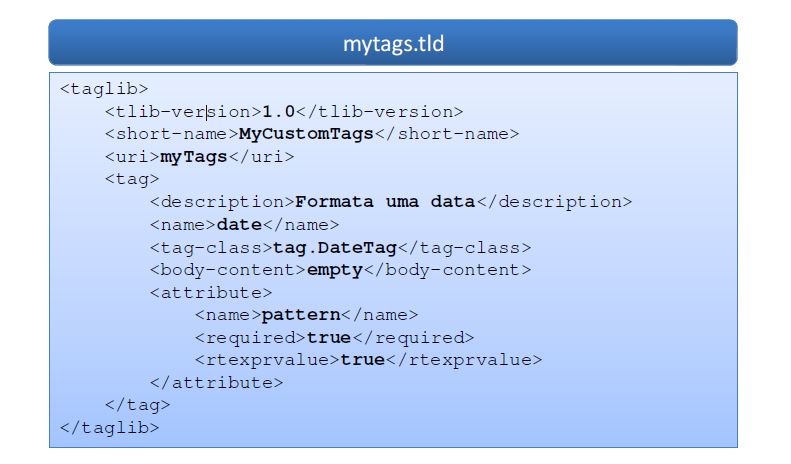 mytags.tld
<taglib>
    <tlib-version>1.0</tlib-version>
    <short-name>MyCustomTags</short-name>
    <uri>myTags</uri>
    <tag>
        <description>Formata uma data</description>
        <name>date</name>
        <tag-class>tag.DateTag</tag-class>
        <body-content>empty</body-content>
        <attribute>
            <name>pattern</name>
            <required>true</required>
            <rtexprvalue>true</rtexprvalue>
        </attribute>
    </tag>
</taglib>